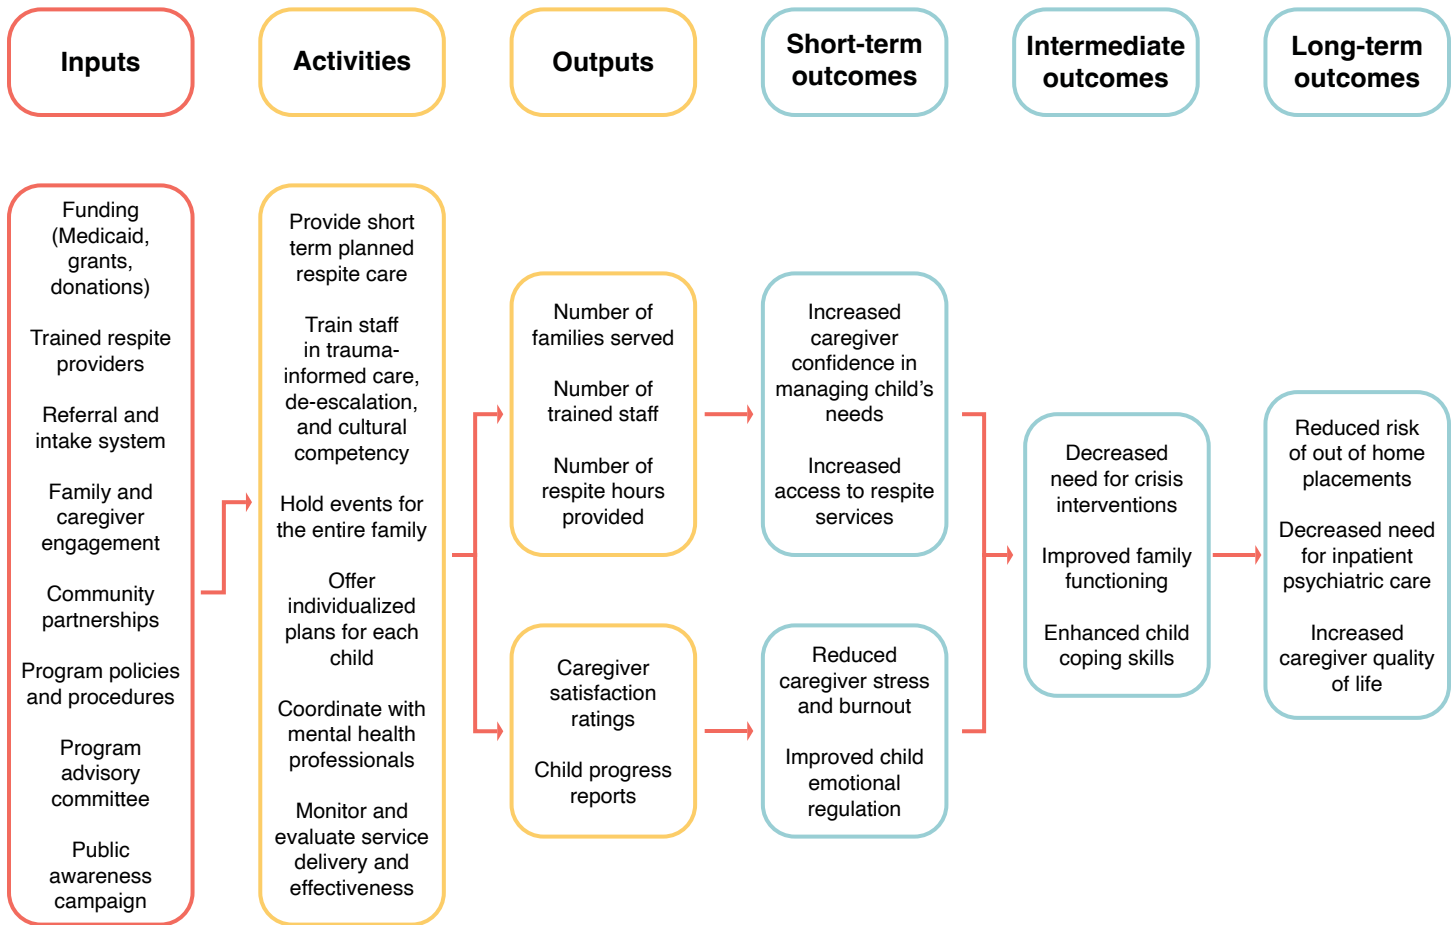 Inputs
Activities
Outputs
Short-term
outcomes
Intermediate
outcomes
Long-term
outcomes
Funding
(Medicaid,
grants,
donations)
Trained respite
providers
Referral and
intake system
Family and
caregiver
engagement
Community
partnerships
Program policies
and procedures
Program
advisory
committee
Public
awareness
campaign
Provide short
term planned
respite care
Train staff
in trauma-
informed care,
de-escalation,
and cultural
competency
Hold events for
the entire family
Offer
individualized
plans for each
child
Coordinate with
mental health
professionals
Monitor and
evaluate service
delivery and
effectiveness
Number of
families served
Number of
trained staff
Number of
respite hours
provided
Caregiver
satisfaction
ratings
Child progress
reports
Increased
caregiver
confidence in
managing child’s
needs
Increased
access to respite
services
Reduced
caregiver stress
and burnout
Improved child
emotional
regulation
Decreased
need for crisis
interventions
Improved family
functioning
Enhanced child
coping skills
Reduced risk
of out of home
placements
Decreased need
for inpatient
psychiatric care
Increased
caregiver quality
of life